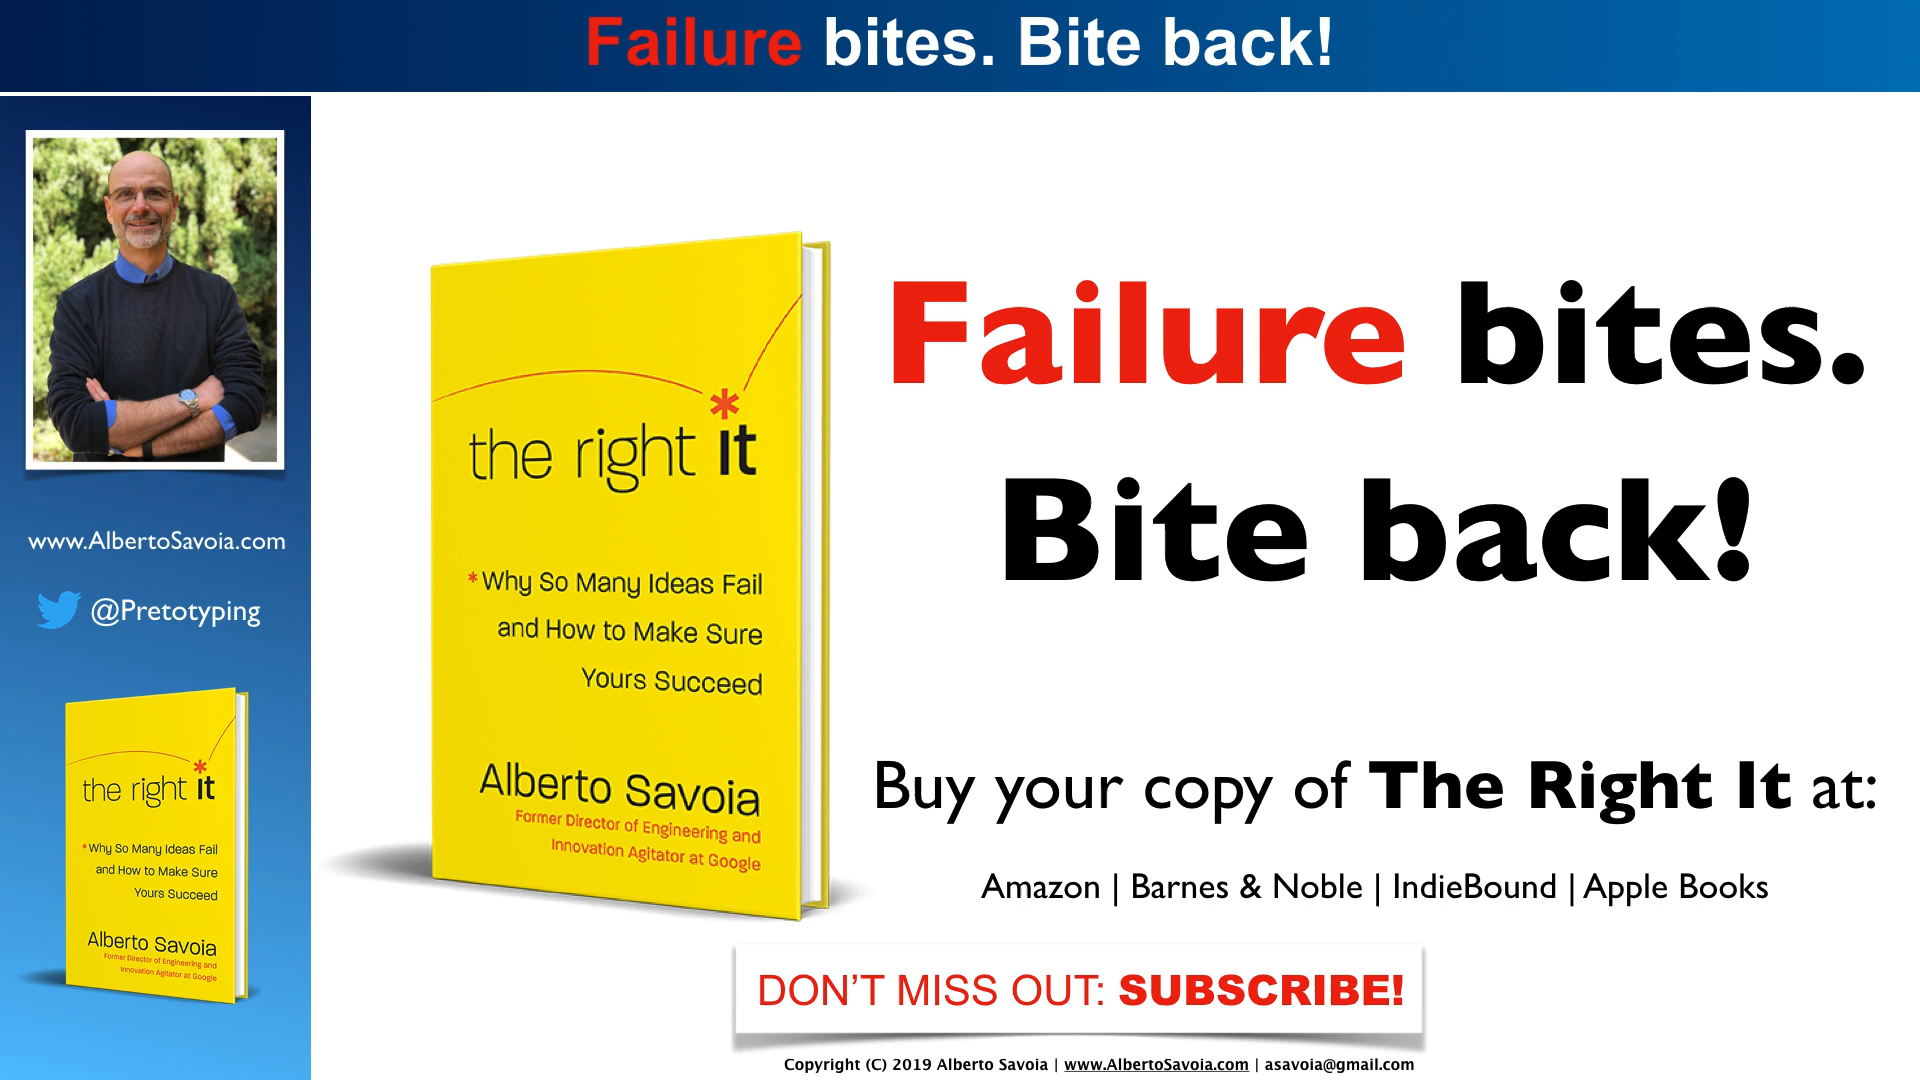 Failure bites. Bite back!
www.AlbertoSavoia.com
@Pretotyping
*
the right it
*Why So Many Ideas Fail
and How to Make Sure
Yours Succeed
Alberto Savoia
Former Director of Engineering and
Innovation Agitator at Google
*
the right it
*Why So Many Ideas Fail
and How to Make Sure
Yours Succeed
Alberto Savoia
Former Director of Engineering and
Innovation Agitator at Google
Failure bites.
Bite back!
Buy your copy of The Right It at:
Amazon | Barnes & Noble | IndieBound | Apple Books
DON'T MISS OUT: SUBSCRIBE!
Copyright (C) 2019 Alberto Savoia | www.AlbertoSavoia.com | asavoia@gmail.com